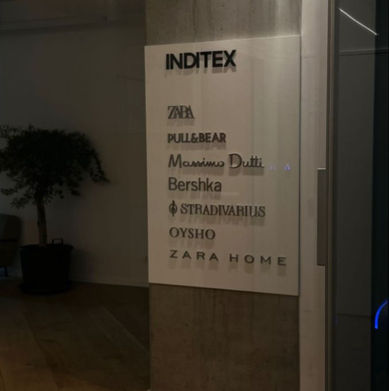 INDITEX
ZARA
PULL&BEAR
Massimo Dutti
Bershka
STRADIVARIUS
OYSHO
ZARA HOME